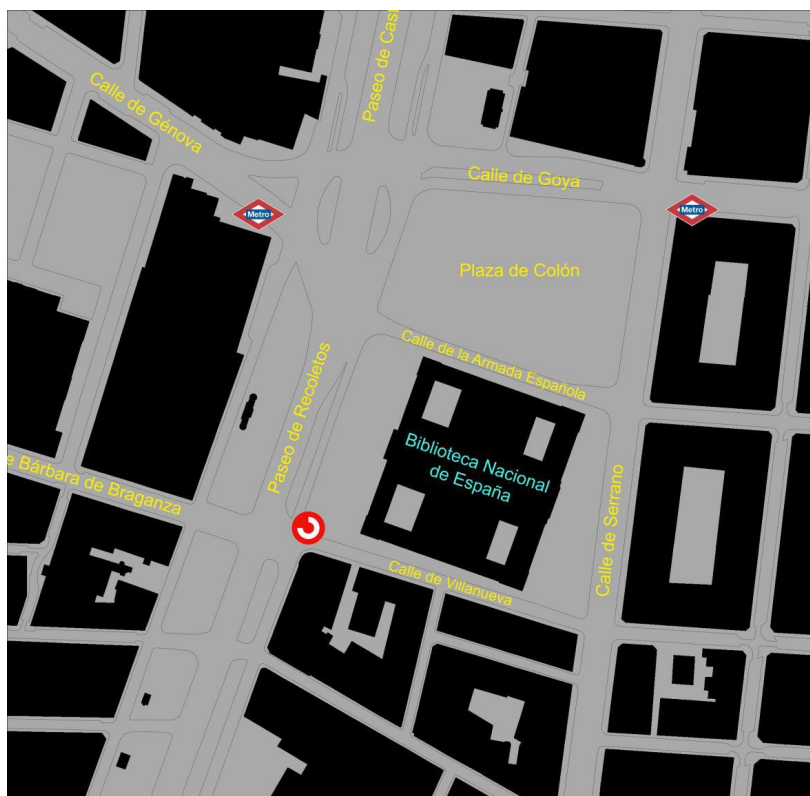 Paseo de Cas
Calle de Génova
Calle de Goya
Metro
Metro
Plaza de Colón
Calle de la Armada Española
Paseo de Recoletos
Biblioteca Nacional
de España
e Bárbara de Braganza
Calle de Serrano
Calle de Villanueva